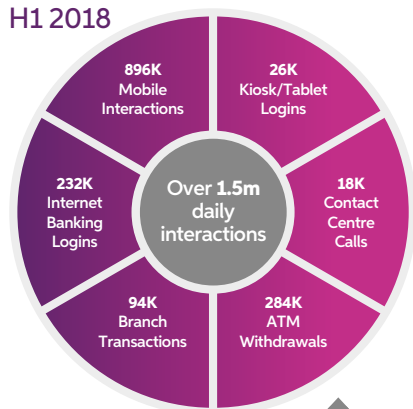 H1 2018
896K
Mobile
Interactions
26K
Kiosk/Tablet
Logins
232K
Internet
Banking
Logins
Over 1.5m
daily
interactions
18K
Contact
Centre
Calls
94K
Branch
Transactions
284K
ATM
Withdrawals